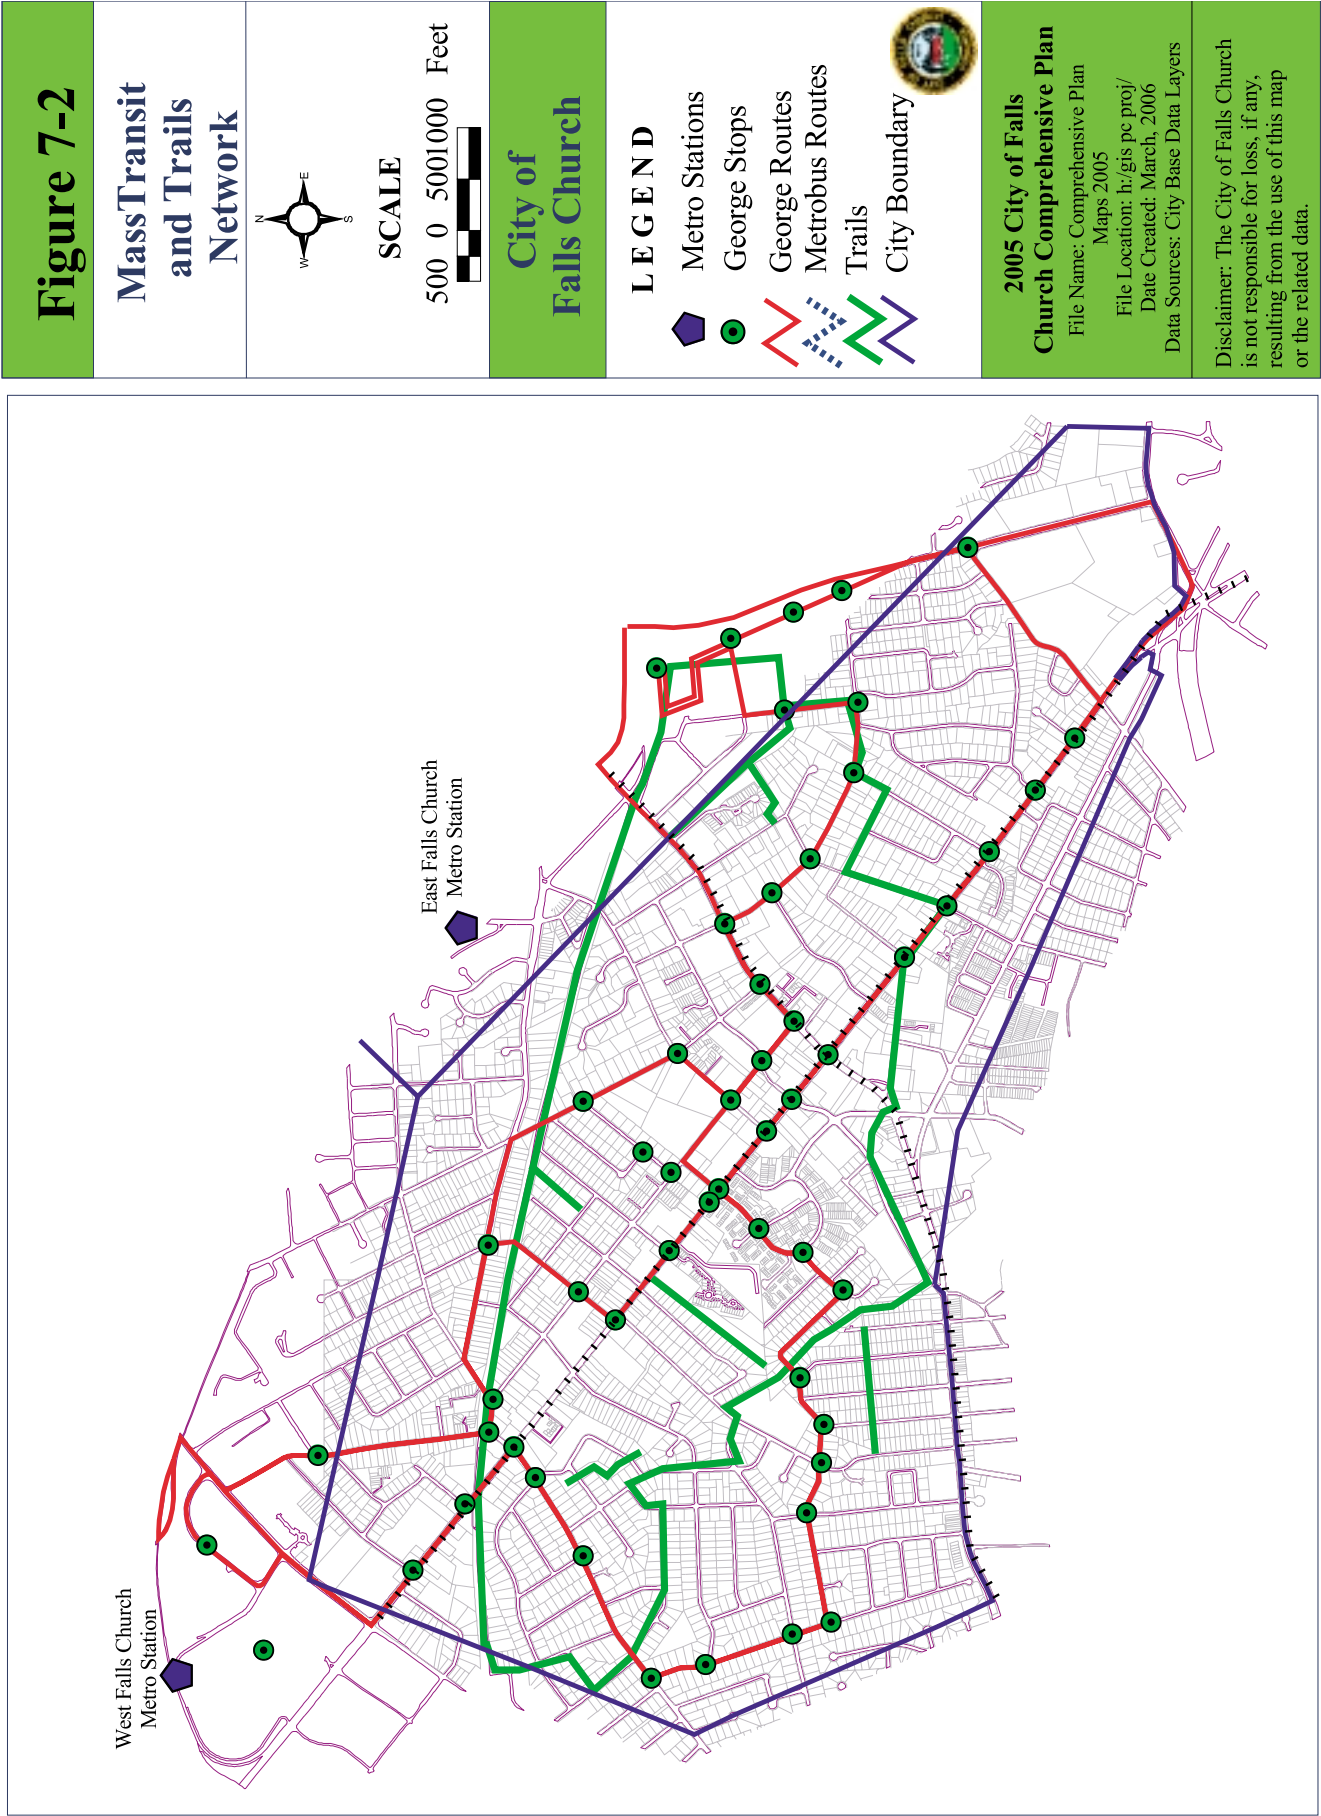 Figure 7-2
MassTransit
and Trails
Network
N
E
S
W
SCALE
500 0 500 1000 Feet
City of
Falls Church
LEGEND
Metro Stations
George Stops
George Routes
Metrobus Routes
Trails
City Boundary
2005 City of Falls
Church Comprehensive Plan
File Name: Comprehensive Plan
Maps 2005
File Location: h:/gis pc proj/
Date Created: March, 2006
Data Sources: City Base Data Layers
Disclaimer: The City of Falls Church
is not responsible for loss, if any,
resulting from the use of this map
or the related data.
East Falls Church
Metro Station
West Falls Church
Metro Station